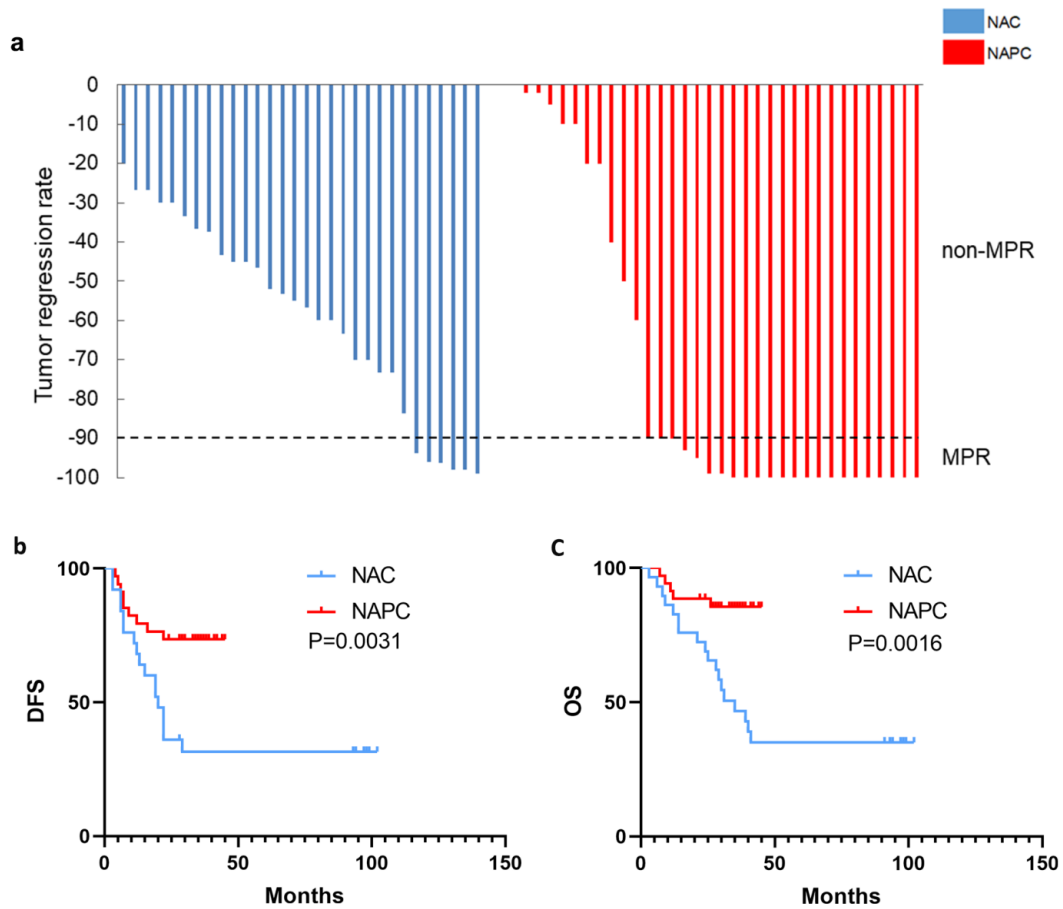 a
NAC
NAPC
Tumor regression rate
0
-10
-20
-30
-40
-50
-60
-70
-80
-90
-100
non-MPR
MPR
b
DFS
100
50
0
0 50 100 150
Months
NAC
NAPC
P=0.0031
C
OS
100
50
0
0 50 100 150
Months
NAC
NAPC
P=0.0016